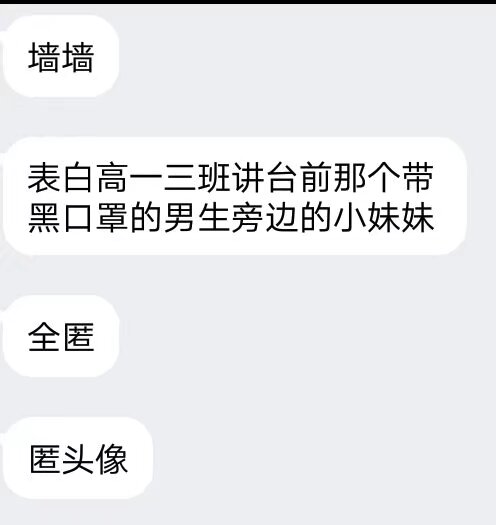 墙墙
表白高一三班讲台前那个带
黑口罩的男生旁边的小妹妹
全匿
匿头像